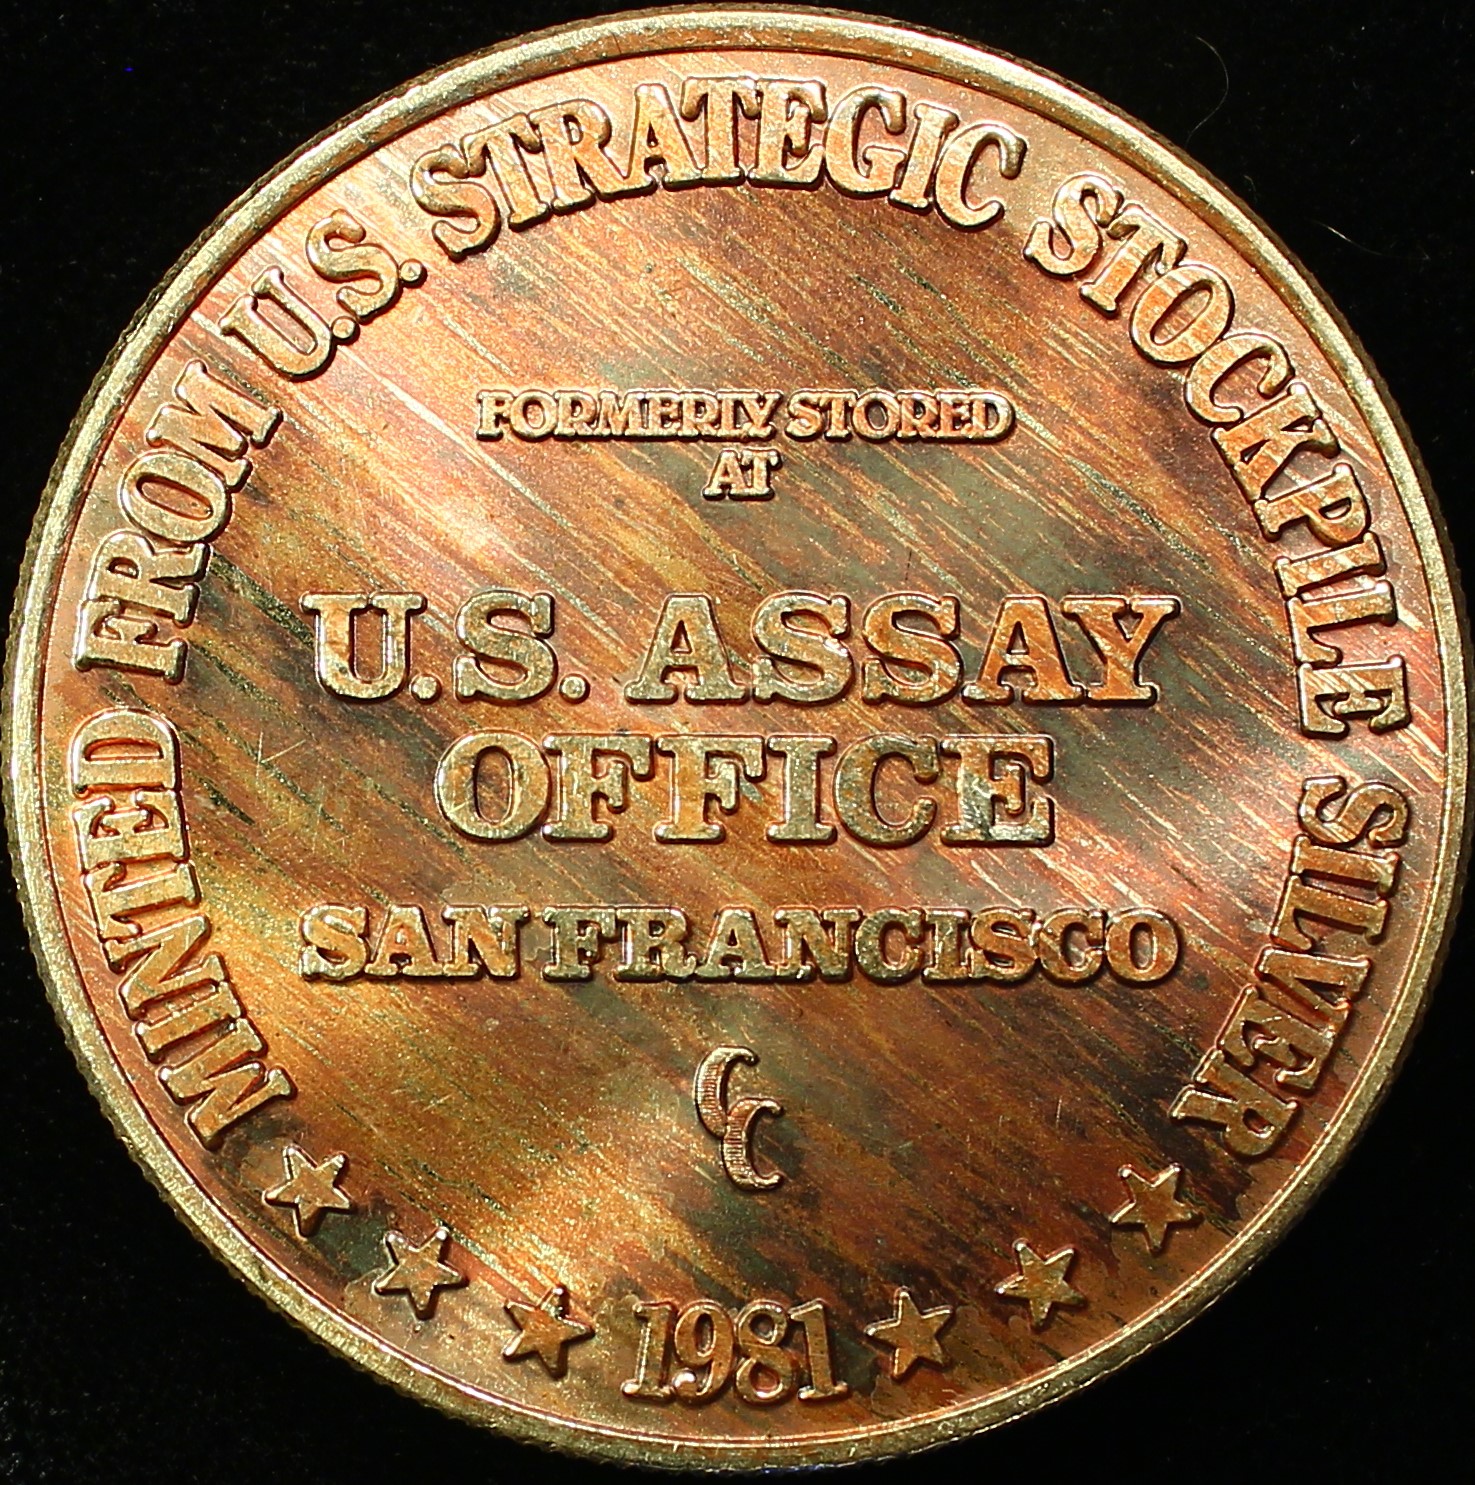 MINTED FROM U.S. STRATEGIC STOCKPILE SILVER
FORMERLY STORED
AT
U.S. ASSAY
OFFICE
SAN FRANCISCO
CC
1981